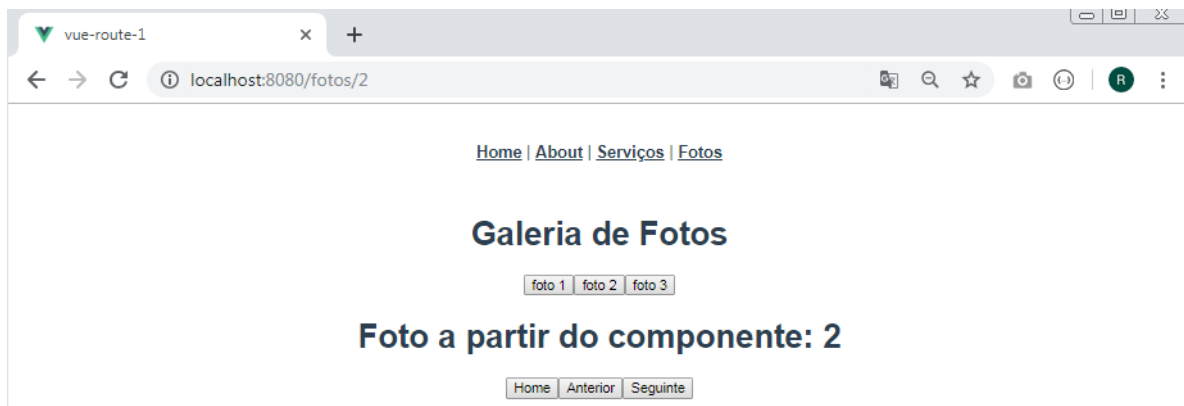 vue-route-1
localhost:8080/fotos/2
R
Home | About | Serviços | Fotos
Galeria de Fotos
foto 1 foto 2 foto 3
Foto a partir do componente: 2
Home Anterior Seguinte